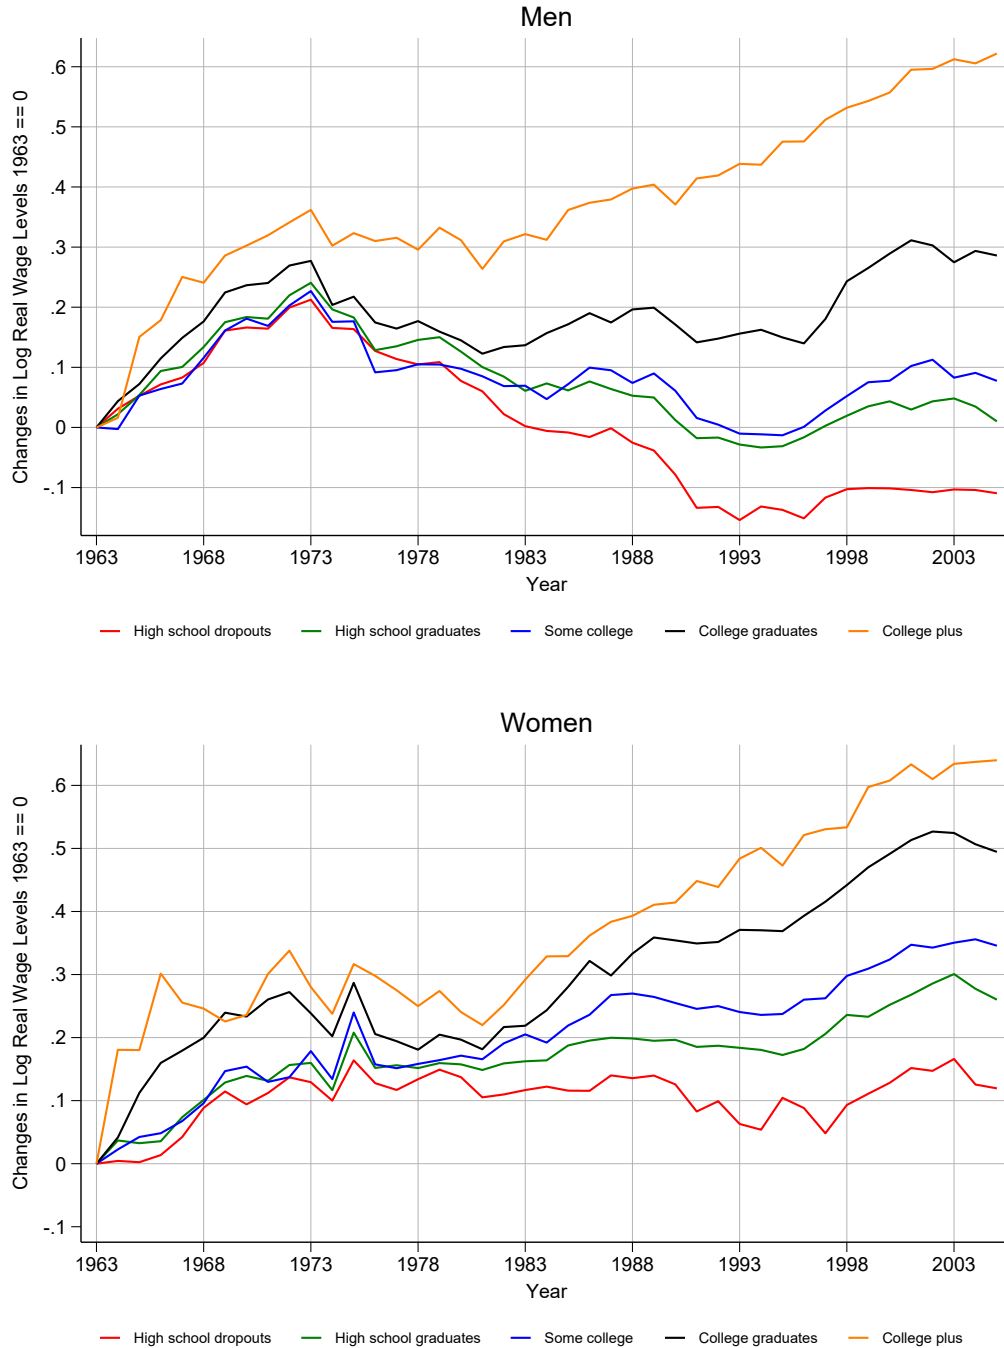 Men
Changes in Log Real Wage Levels 1963 == 0
.6
.5
.4
.3
.2
.1
0
-.1
1963 1968 1973 1978 1983 1988 1993 1998 2003
Year
High school dropouts High school graduates Some college College graduates College plus
Women
Changes in Log Real Wage Levels 1963 == 0
.6
.5
.4
.3
.2
.1
0
-.1
1963 1968 1973 1978 1983 1988 1993 1998 2003
Year
High school dropouts High school graduates Some college College graduates College plus